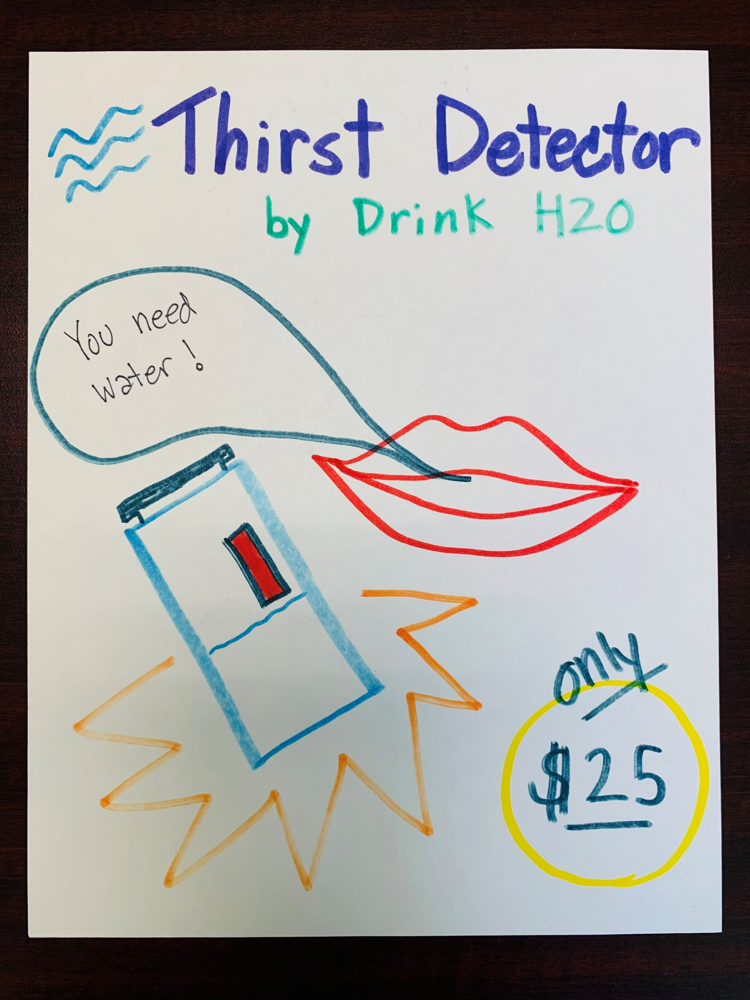 Thirst Detector
by Drink H2O
You need
water!
only
$25